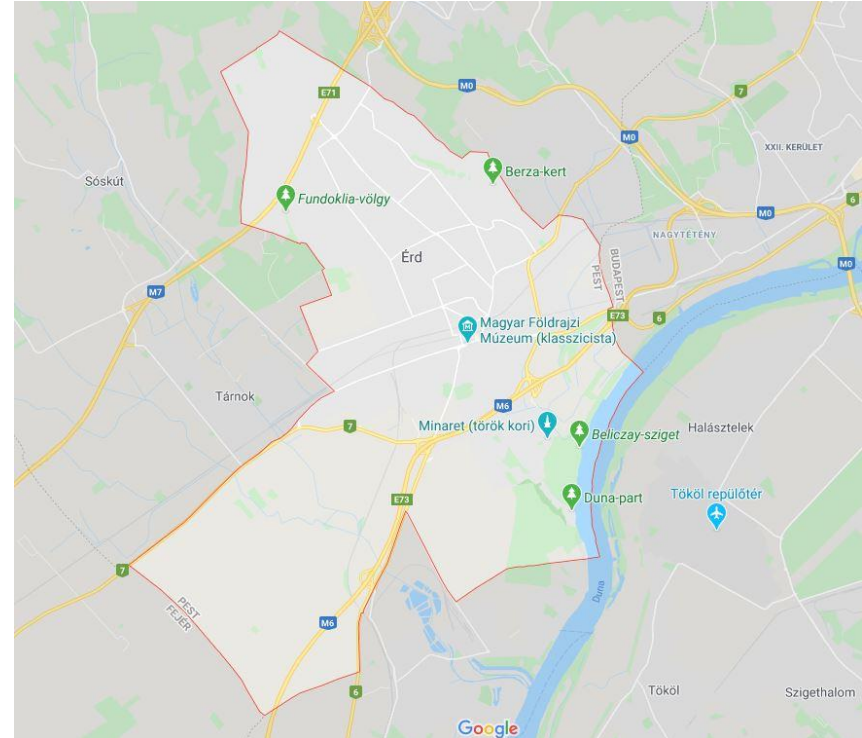 E71
M0
7
M0
XXII. KERÜLET
Berza-kert
Sóskút
Fundoklia-völgy
6
M0
NAGYTÉTÉNY
Érd
PEST
BUDAPEST
M0
M7
E73
6
Magyar Földrajzi
Múzeum (klasszicista)
Tárnok
M6
7
Minaret (török kori)
Beliczay-sziget
Halásztelek
Tököl repülőtér
E73
Duna-part
7
Duna
PEST
FEJÉR
M6
6
Tököl
Szigethalom
Google